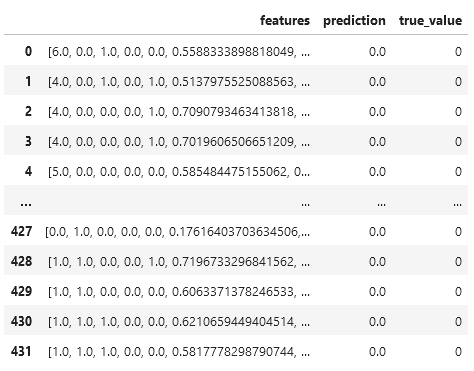 features prediction true_value
0 [6.0, 0.0, 1.0, 0.0, 0.0, 0.5588333898818049, ... 0.0 0
1 [4.0, 0.0, 1.0, 0.0, 1.0, 0.5137975525088563, ... 0.0 0
2 [4.0, 0.0, 0.0, 0.0, 1.0, 0.7090793463413818, ... 0.0 0
3 [4.0, 0.0, 0.0, 0.0, 1.0, 0.7019606506651209, ... 0.0 0
4 [5.0, 0.0, 0.0, 0.0, 0.0, 0.585484475155062, 0... 0.0 0
... ... ... ...
427 [0.0, 1.0, 0.0, 0.0, 0.0, 0.17616403703634506,... 0.0 0
428 [1.0, 1.0, 0.0, 0.0, 1.0, 0.7196733296841562, ... 0.0 0
429 [1.0, 1.0, 0.0, 0.0, 0.0, 0.6063371378246533, ... 0.0 0
430 [1.0, 1.0, 1.0, 0.0, 0.0, 0.6210659449404514, ... 0.0 0
431 [1.0, 1.0, 1.0, 0.0, 0.0, 0.5817778298790744, ... 0.0 0